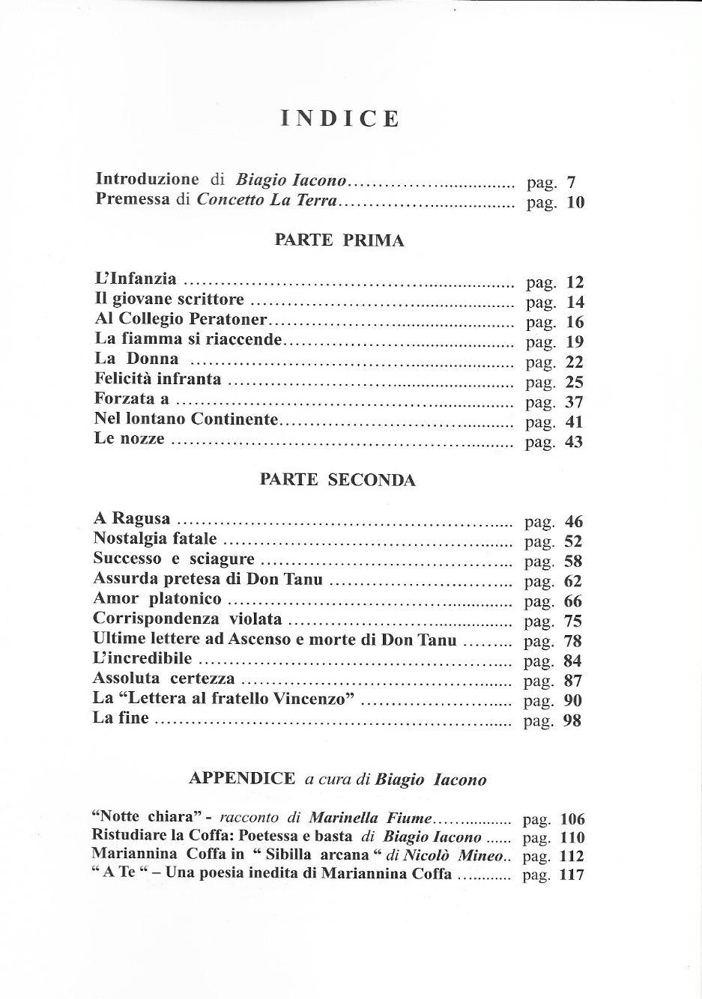 INDICE
Introduzione di Biagio Iacono................................ pag. 7
Premessa di Concetto La Terra................................ pag. 10
PARTE PRIMA
L'Infanzia ................................ pag. 12
Il giovane scrittore ................................ pag. 14
Al Collegio Peratoner................................ pag. 16
La fiamma si riaccende................................ pag. 19
La Donna ................................ pag. 22
Felicità infranta ................................ pag. 25
Forzata a ................................ pag. 37
Nel lontano Continente................................ pag. 41
Le nozze ................................ pag. 43
PARTE SECONDA
A Ragusa ................................ pag. 46
Nostalgia fatale ................................ pag. 52
Successo e sciagure ................................ pag. 58
Assurda pretesa di Don Tanu ................................ pag. 62
Amor platonico ................................ pag. 66
Corrispondenza violata ................................ pag. 75
Ultime lettere ad Ascenso e morte di Don Tanu ......... pag. 78
L'incredibile ................................ pag. 84
Assoluta certezza ................................ pag. 87
La “Lettera al fratello Vincenzo” ......................... pag. 90
La fine ................................ pag. 98
APPENDICE a cura di Biagio Iacono
“Notte chiara” - racconto di Marinella Fiume................ pag. 106
Ristudiare la Coffa: Poetessa e basta di Biagio Iacono ...... pag. 110
Mariannina Coffa in “ Sibilla arcana “ di Nicolò Mineo.. pag. 112
“ A Te “ – Una poesia inedita di Mariannina Coffa ............ pag. 117